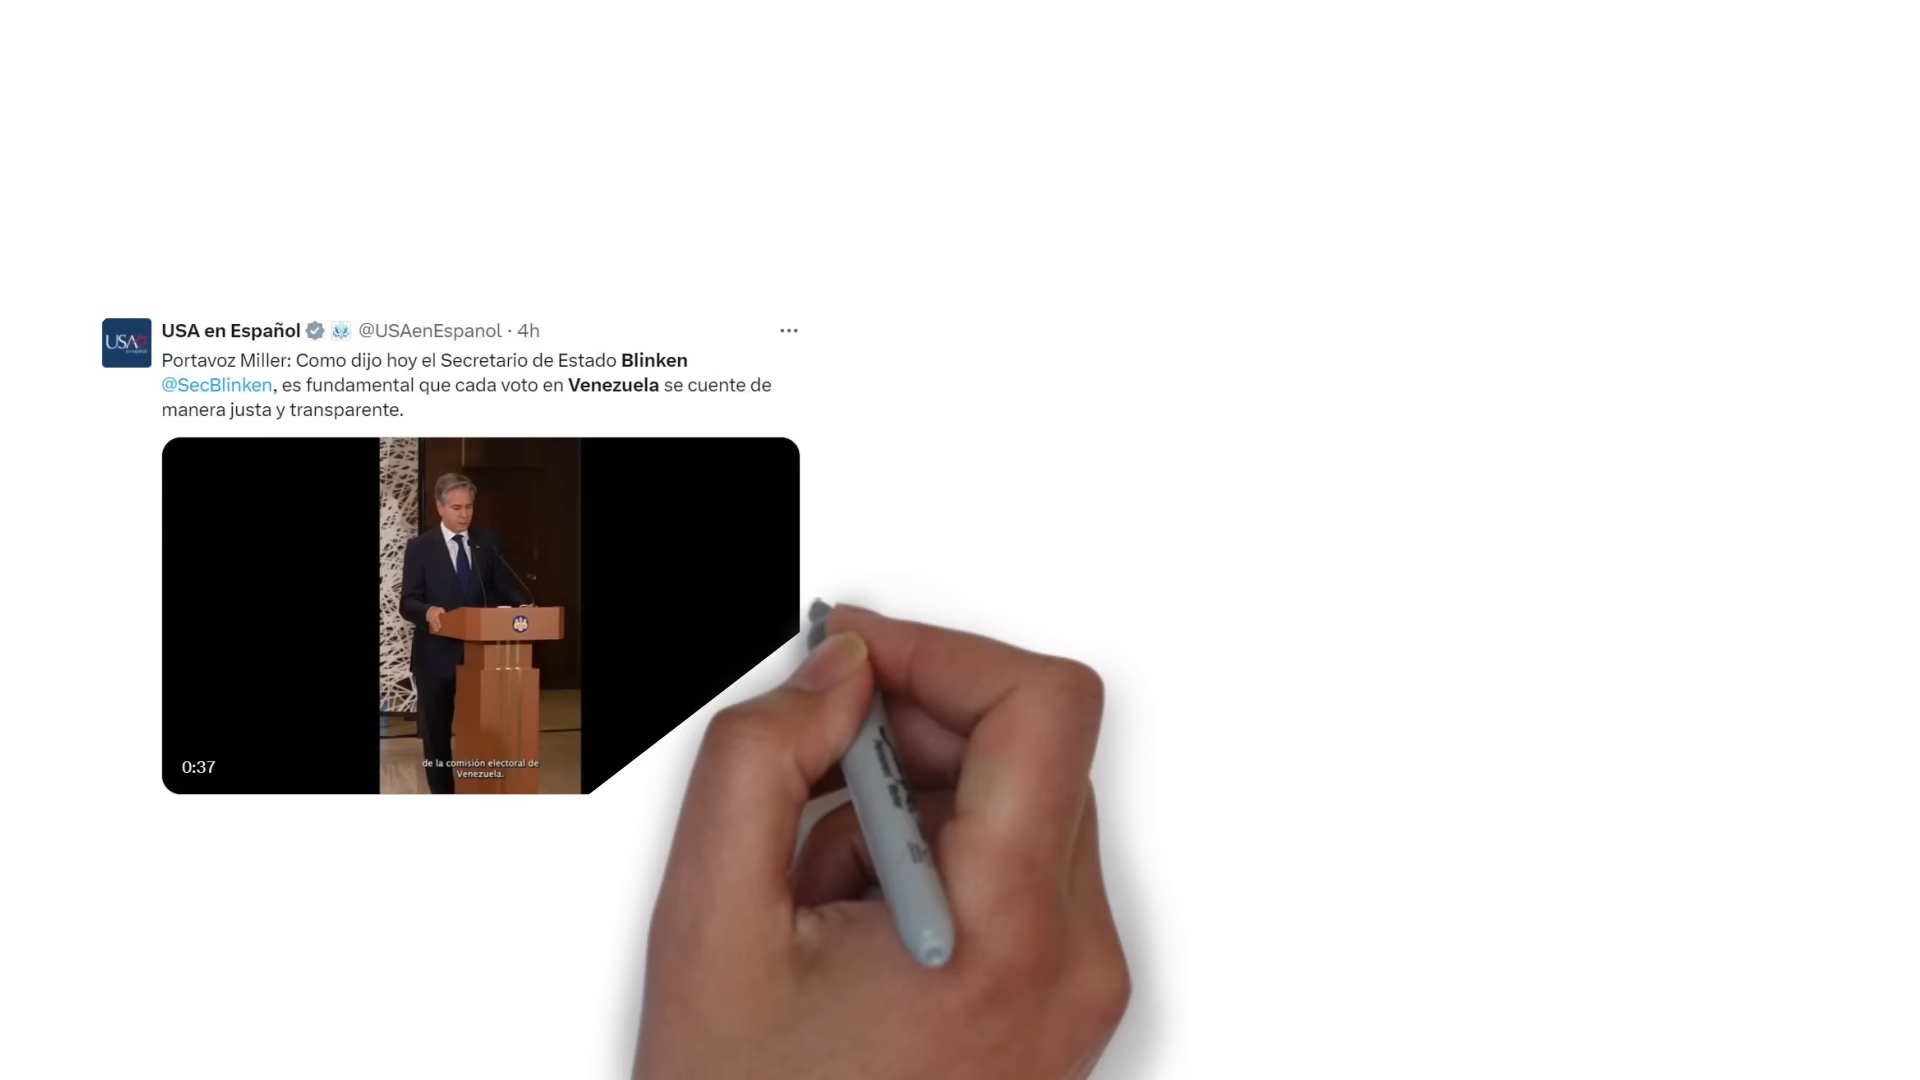 USA en Español @USAenEspanol · 4h
Portavoz Miller: Como dijo hoy el Secretario de Estado Blinken
@SecBlinken, es fundamental que cada voto en Venezuela se cuente de
manera justa y transparente.
USA
0:37
de la comisión electoral de
Venezuela.